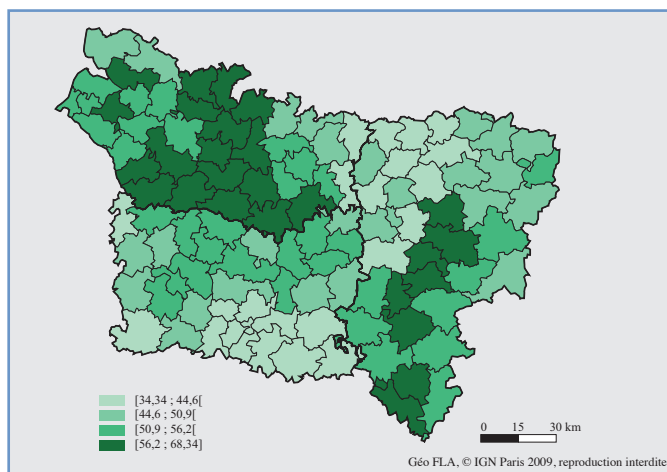 [34,34 ; 44,6[
[44,6 ; 50,9[
[50,9 ; 56,2[
[56,2 ; 68,34]
0 15 30 km
Géo FLA, © IGN Paris 2009, reproduction interdite